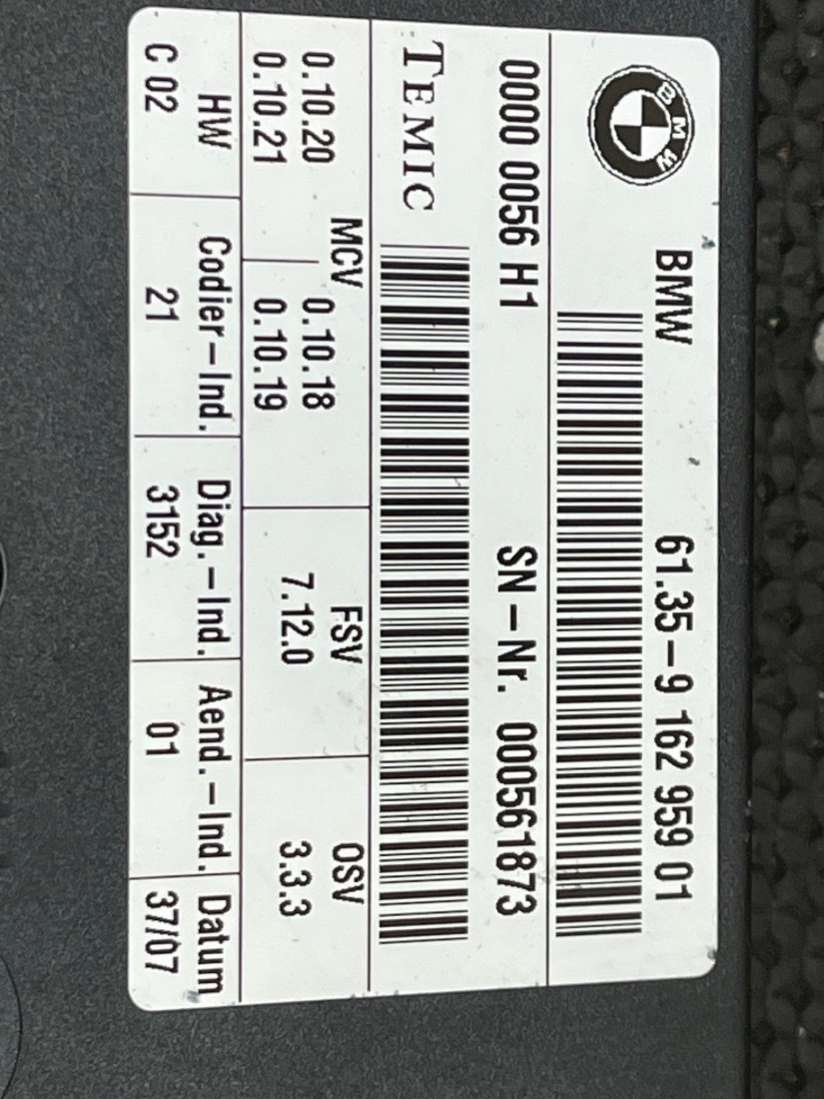 BMW
BMW 61.35-9 162 959 01
0000 0056 H1 SN-Nr. 000561873
TEMIC
MCV FSV OSV
0.10.20 0.10.18 7.12.0 3.3.3
0.10.21 0.10.19
HW Codier-Ind. Diag.-Ind. Aend.-Ind. Datum
C 02 21 3152 01 37/07